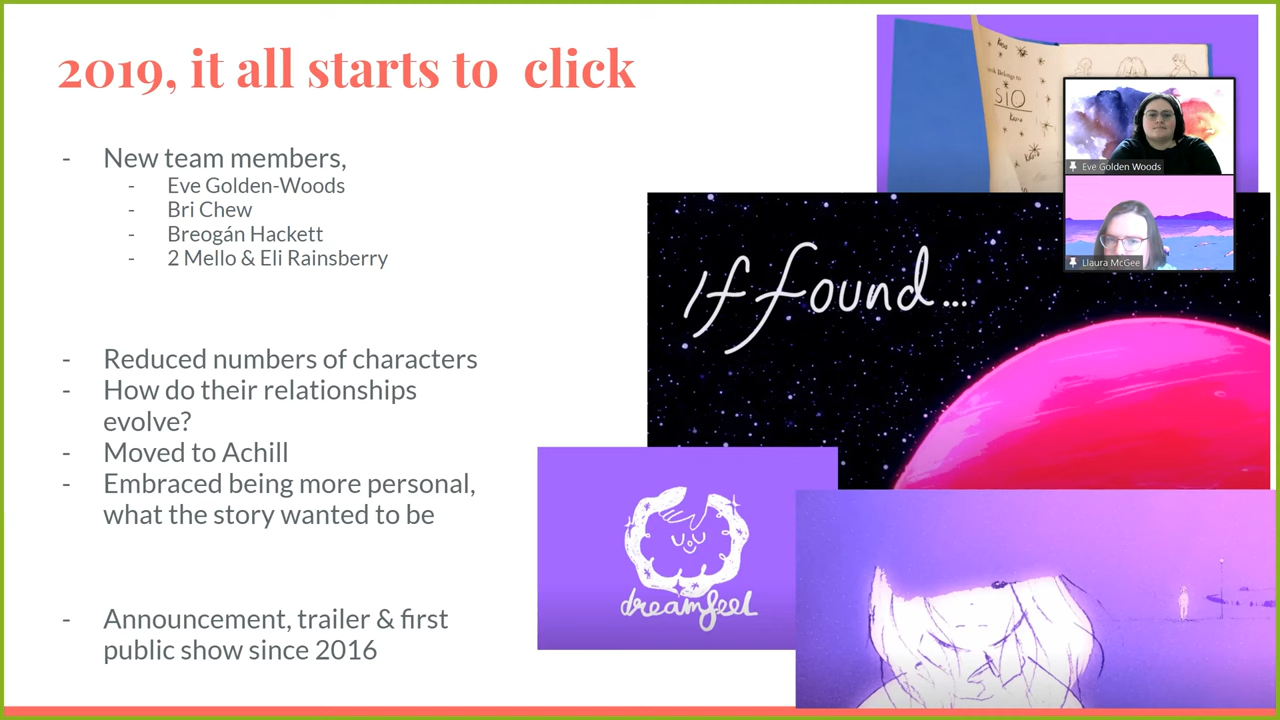 2019, it all starts to click
- New team members,
- Eve Golden-Woods
- Bri Chew
- Breogán Hackett
- 2 Mello & Eli Rainsberry
- Reduced numbers of characters
- How do their relationships
evolve?
- Moved to Achill
- Embraced being more personal,
what the story wanted to be
- Announcement, trailer & first
public show since 2016
Belongs to
SIO
Kasio
Eve Golden Woods
Llaura McGee
If found...
dreamfeel